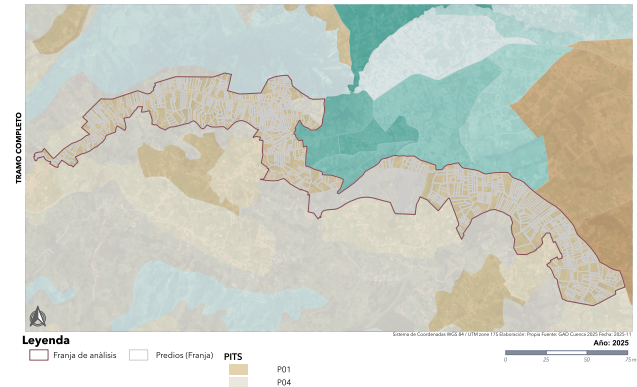 TRAMO COMPLETO
Sistema de Coordenadas WGS 84 / UTM zone 17S Elaboración: Propia Fuente: GAD Cuenca 2025 Fecha: 2025-11
Leyenda
Año: 2025
Franja de análisis
Predios (Franja)
PITS
P01
P04
0 25 50 75 m